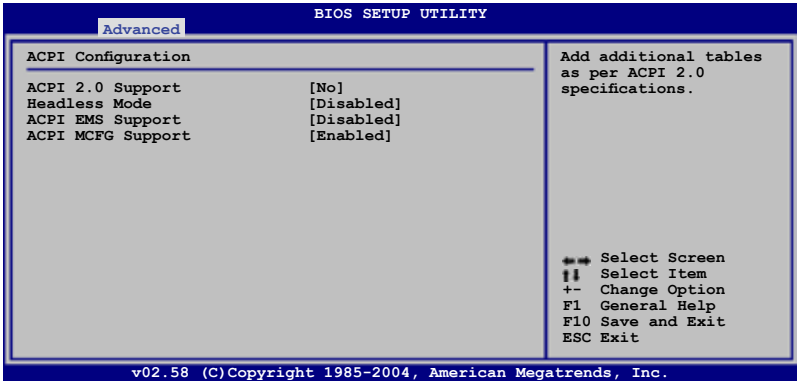 BIOS SETUP UTILITY
Advanced
ACPI Configuration
ACPI 2.0 Support [No]
Headless Mode [Disabled]
ACPI EMS Support [Disabled]
ACPI MCFG Support [Enabled]
Add additional tables
as per ACPI 2.0
specifications.
Select Screen
Select Item
+- Change Option
F1 General Help
F10 Save and Exit
ESC Exit
v02.58 (C)Copyright 1985-2004, American Megatrends, Inc.